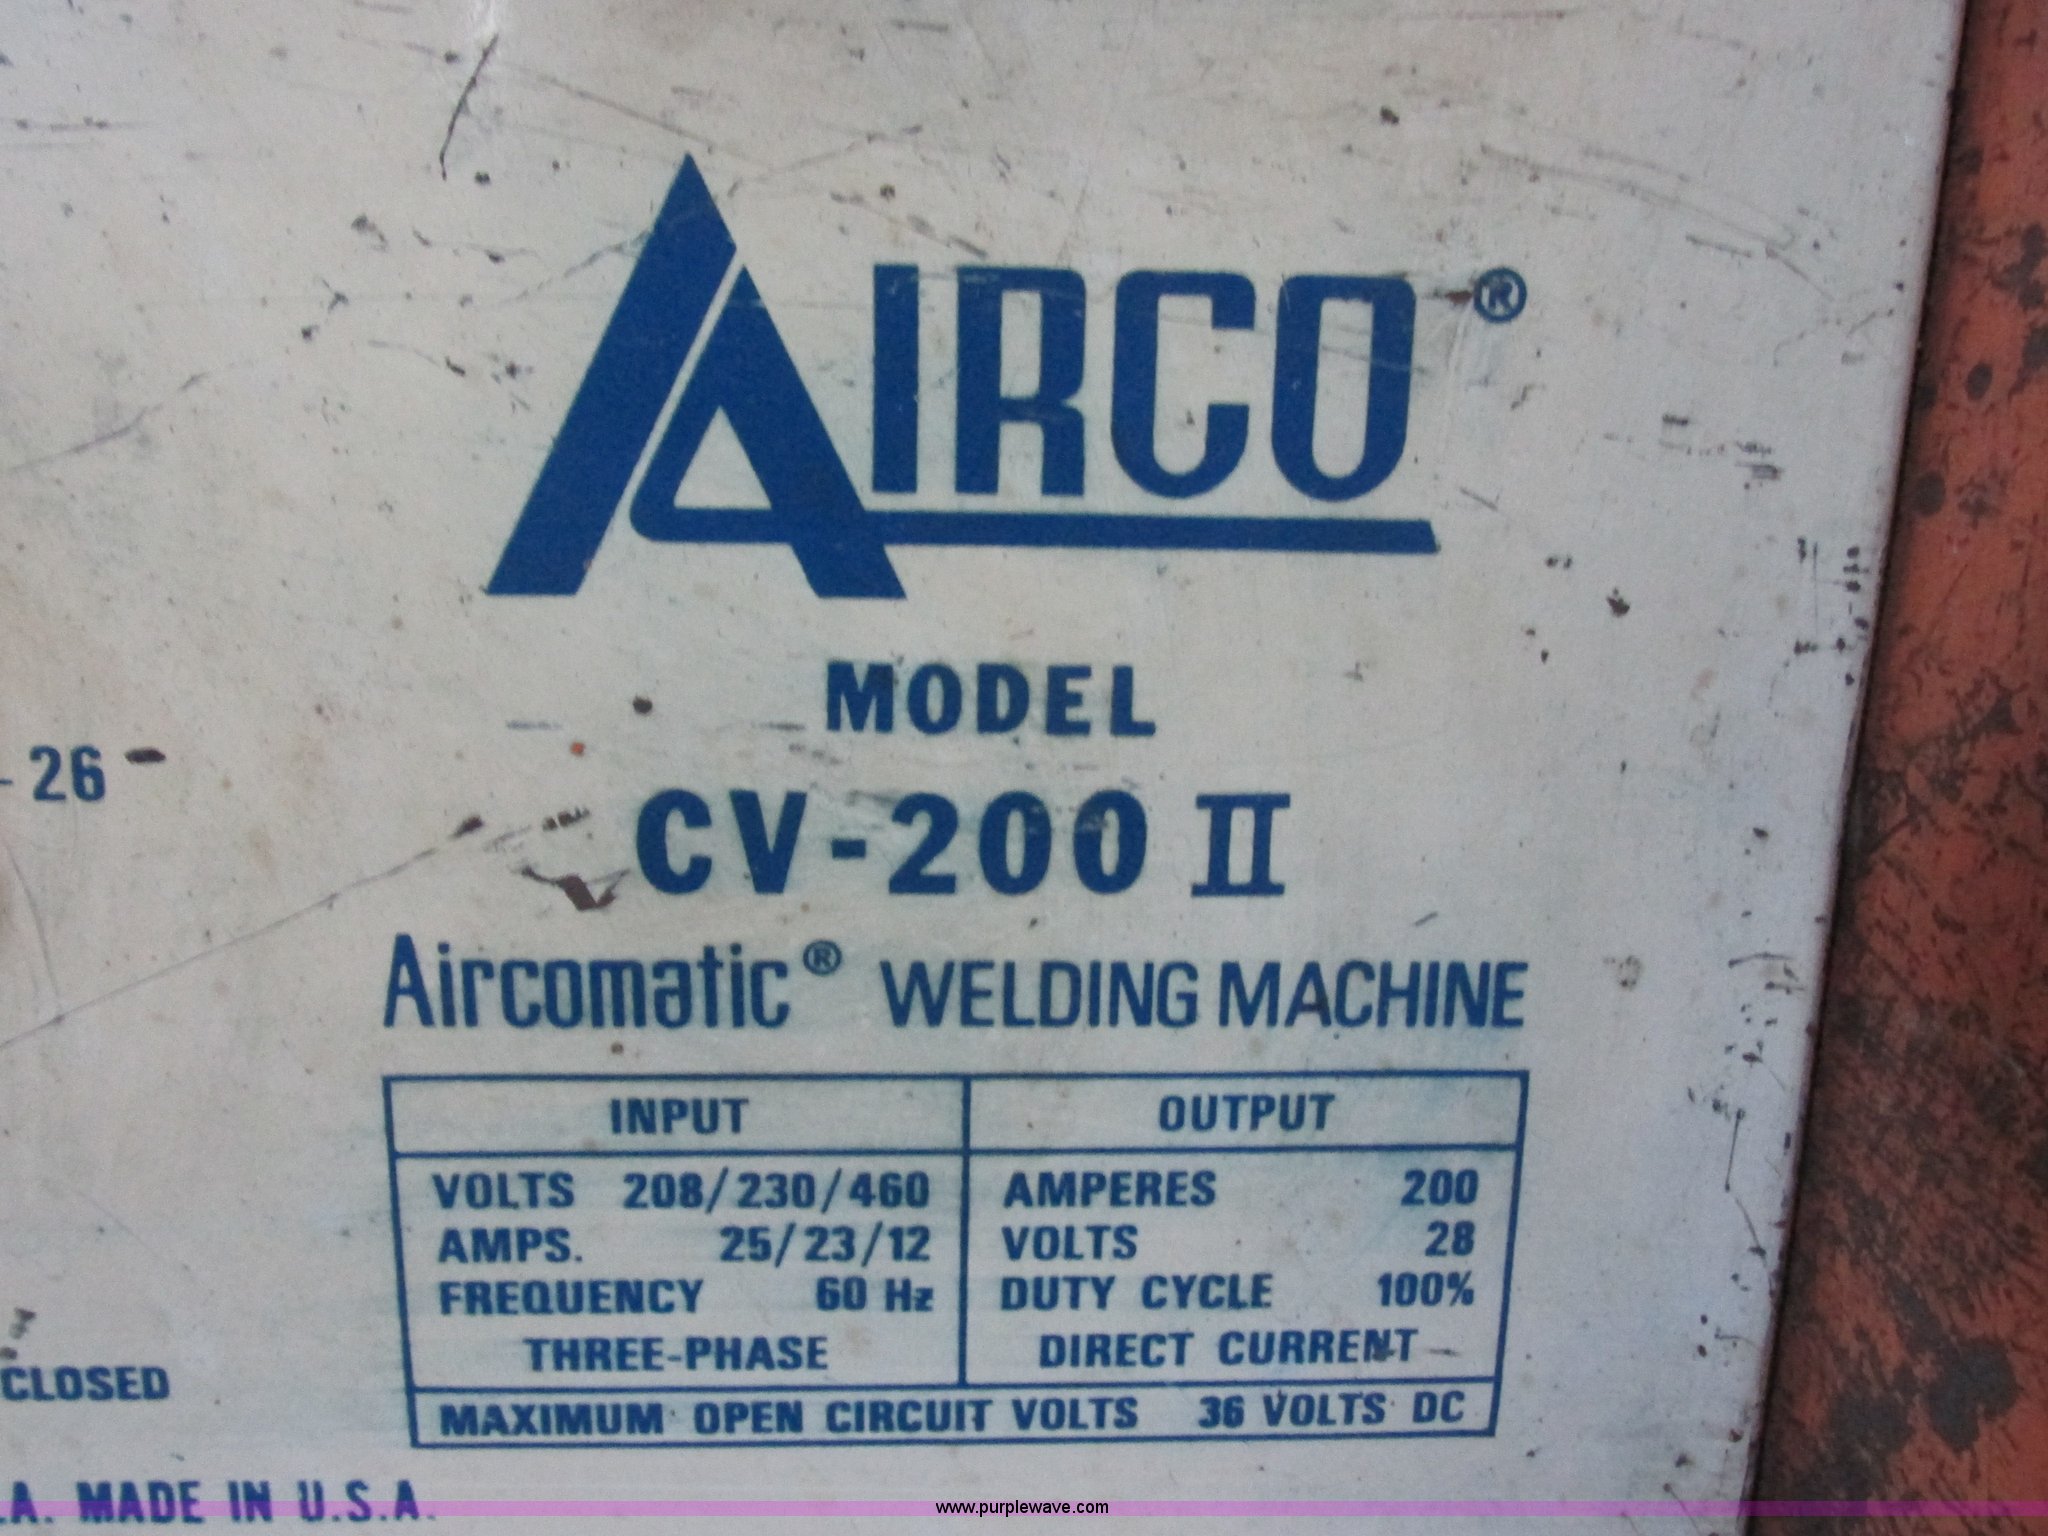 AIRCO®
MODEL
- 26
CV-200 II
Aircomatic® WELDING MACHINE
INPUT
OUTPUT
VOLTS 208/230/460
AMPS. 25/23/12
FREQUENCY 60 Hz
THREE-PHASE
AMPERES 200
VOLTS 28
DUTY CYCLE 100%
DIRECT CURRENT
MAXIMUM OPEN CIRCUIT VOLTS 36 VOLTS DC
CLOSED
.A. MADE IN U.S.A.
www.purplewave.com